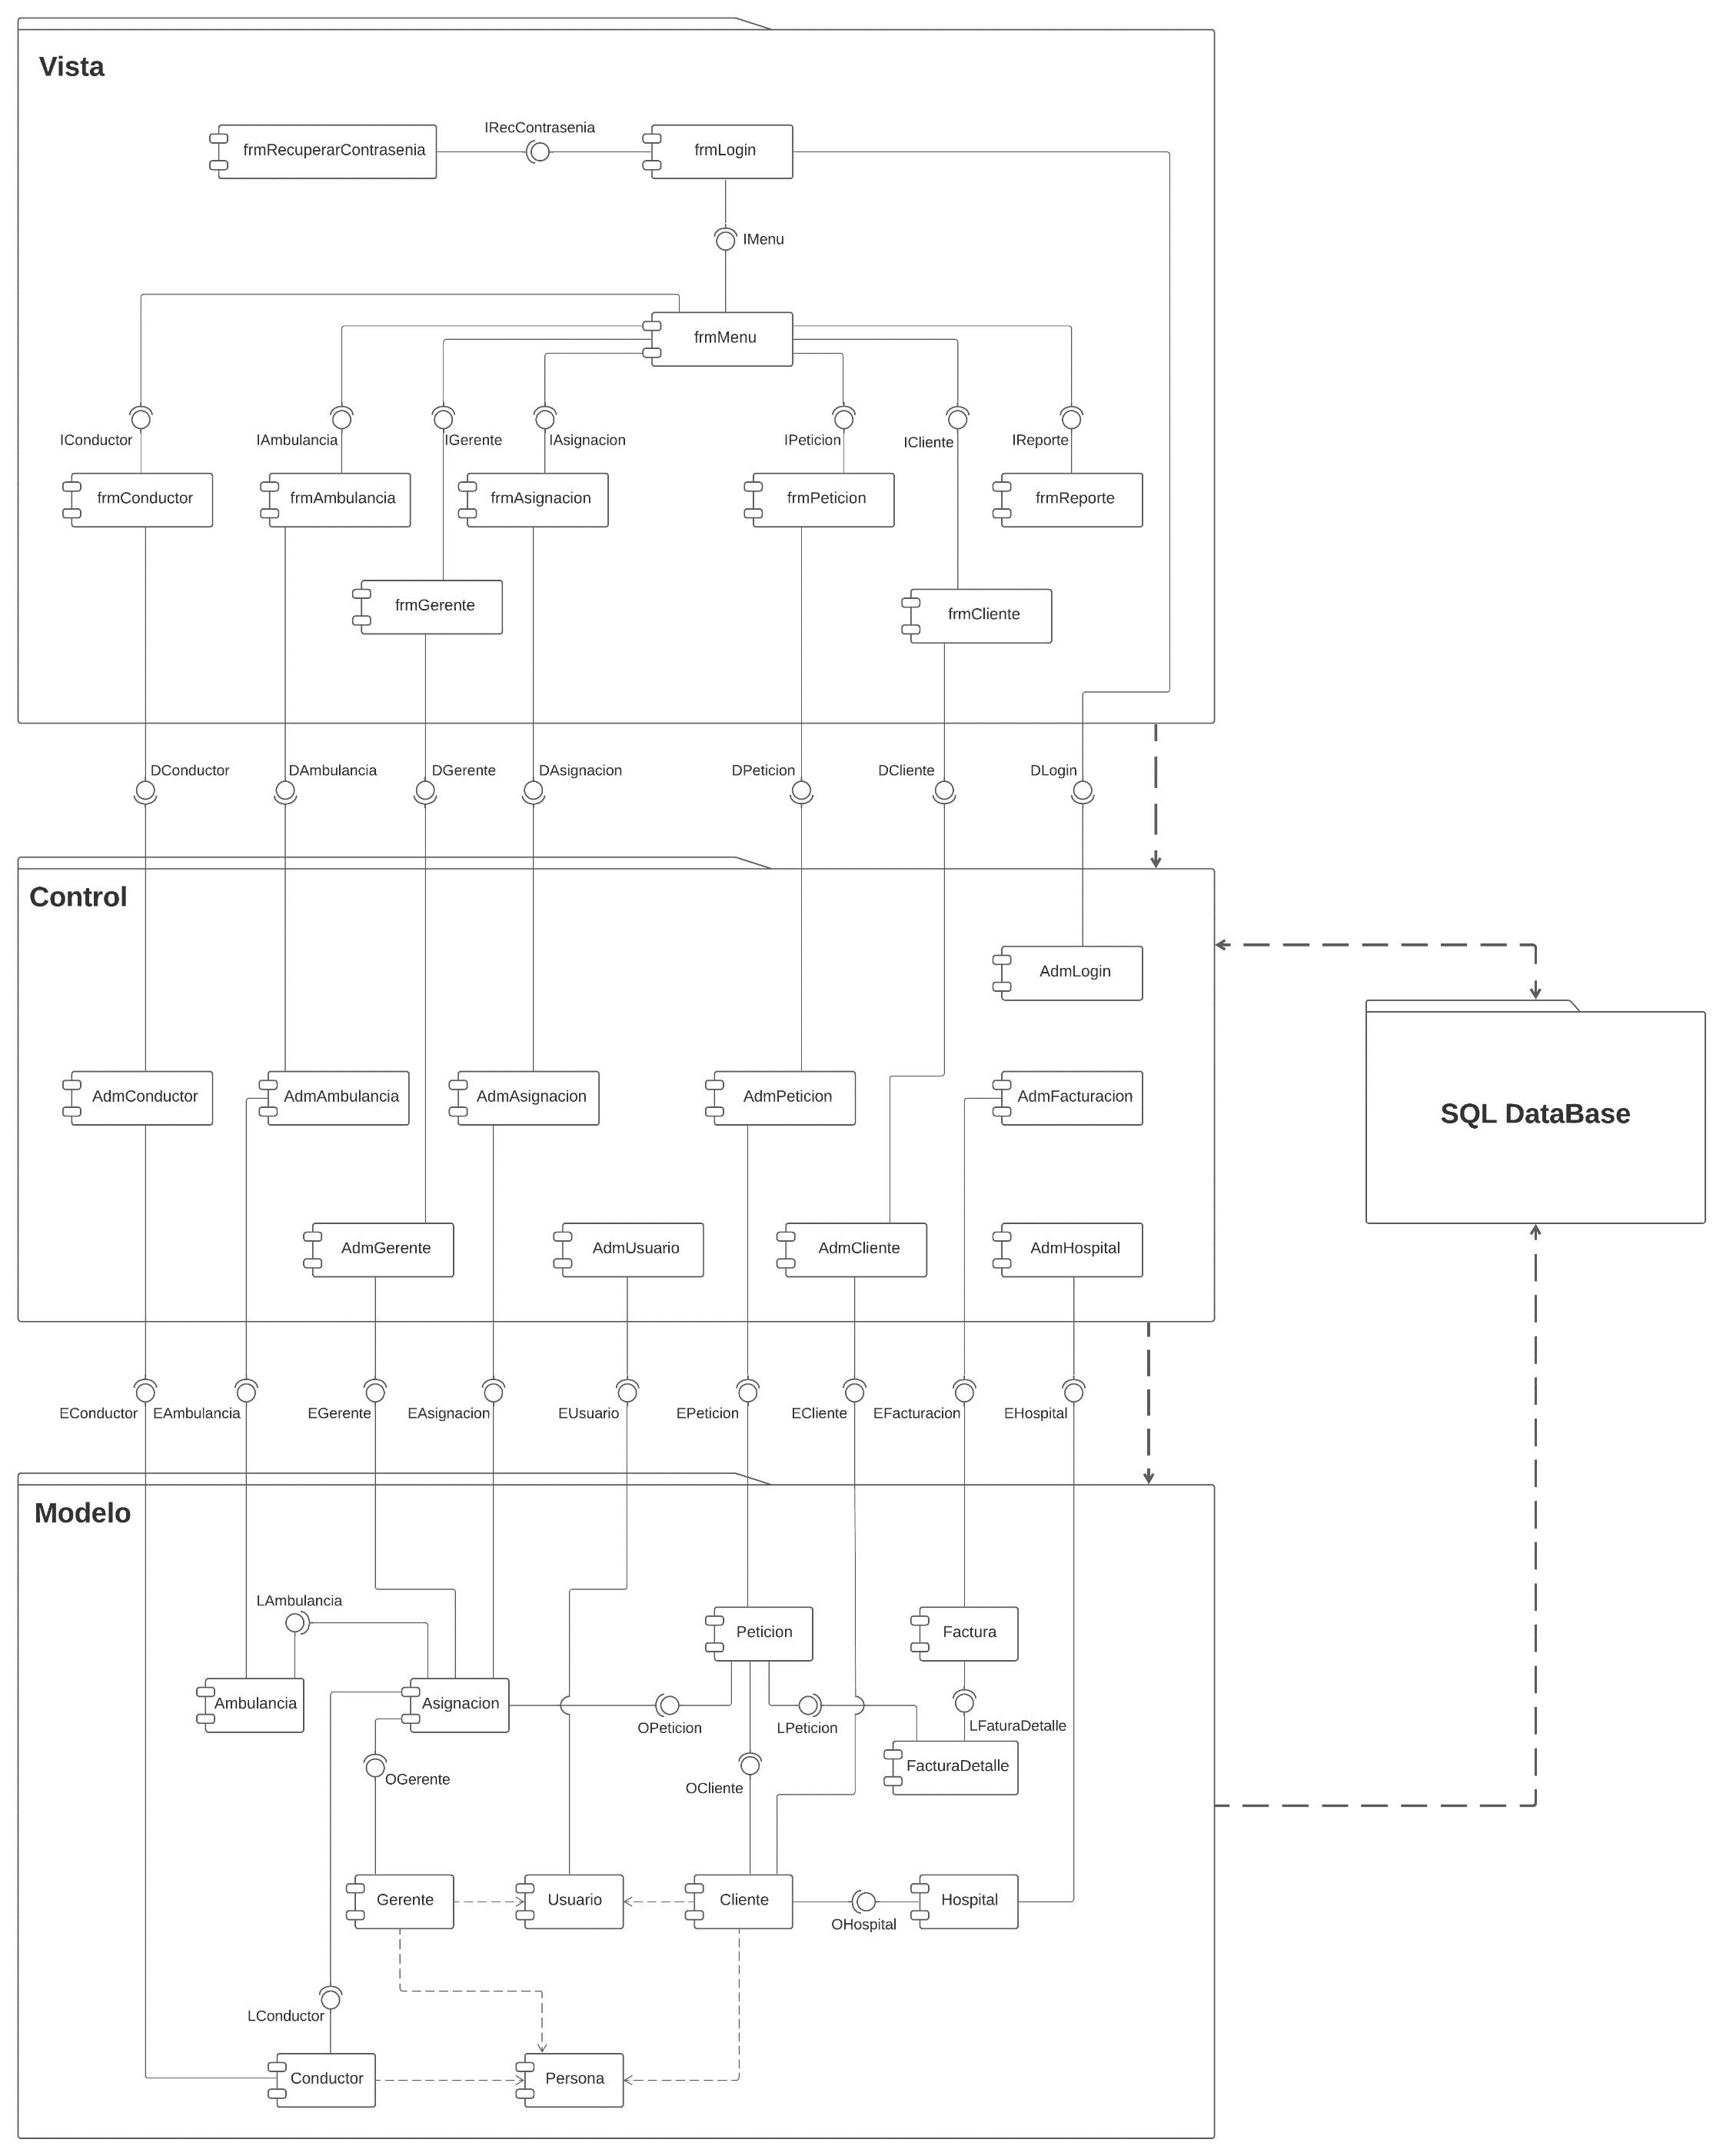 Vista
IRecContrasenia
frmRecuperarContrasenia
frmLogin
IMenu
frmMenu
IConductor
IAmbulancia
IGerente
IAsignacion
IPeticion
ICliente
IReporte
frmConductor
frmAmbulancia
frmAsignacion
frmPeticion
frmReporte
frmGerente
frmCliente
DConductor
DAmbulancia
DGerente
DAsignacion
DPeticion
DCliente
DLogin
Control
AdmLogin
AdmConductor
AdmAmbulancia
AdmAsignacion
AdmPeticion
AdmFacturacion
SQL DataBase
AdmGerente
AdmUsuario
AdmCliente
AdmHospital
EConductor
EAmbulancia
EGerente
EAsignacion
EUsuario
EPeticion
ECliente
EFacturacion
EHospital
Modelo
LAmbulancia
Peticion
Factura
Ambulancia
Asignacion
OPeticion
LPeticion
LFaturaDetalle
FacturaDetalle
OGerente
OCliente
Gerente
Usuario
Cliente
Hospital
OHospital
LConductor
Conductor
Persona